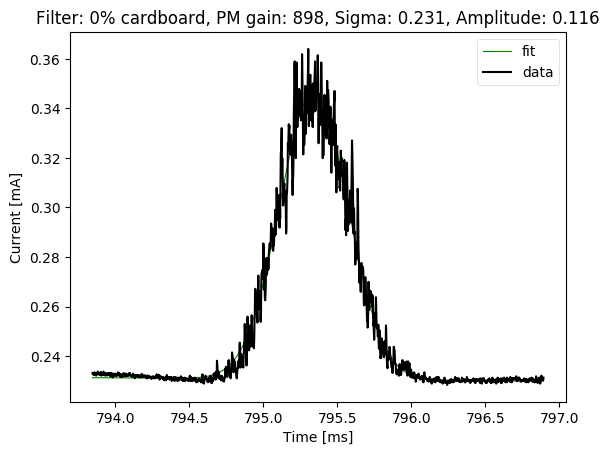 Filter: 0% cardboard, PM gain: 898, Sigma: 0.231, Amplitude: 0.116
fit
data
0.36
0.34
0.32
0.30
0.28
0.26
0.24
Current [mA]
794.0 794.5 795.0 795.5 796.0 796.5 797.0
Time [ms]